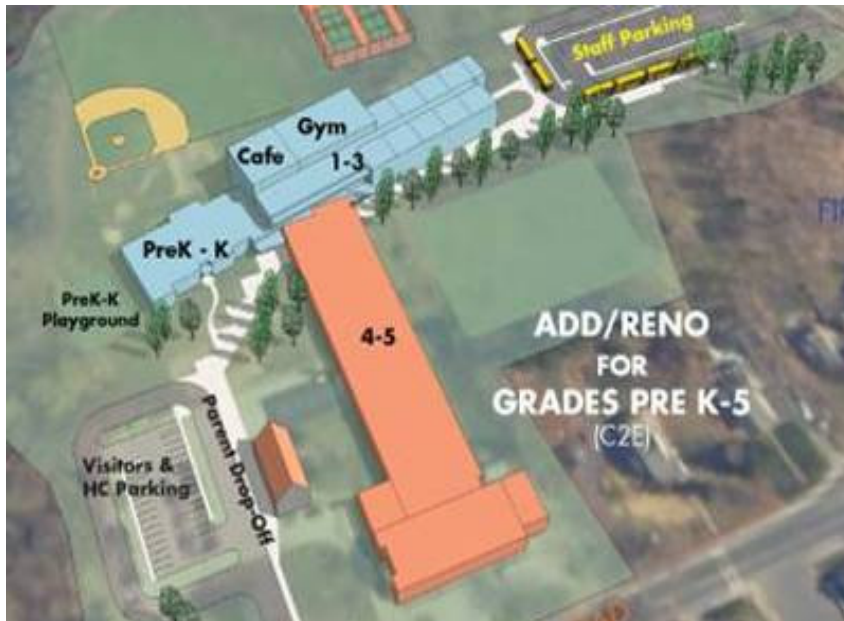 Staff Parking
Gym
Cafe
1-3
PreK - K
PreK-K
Playground
4-5
ADD/RENO
FOR
GRADES PRE K-5
(C2E)
Parent Drop-Off
Visitors &
HC Parking